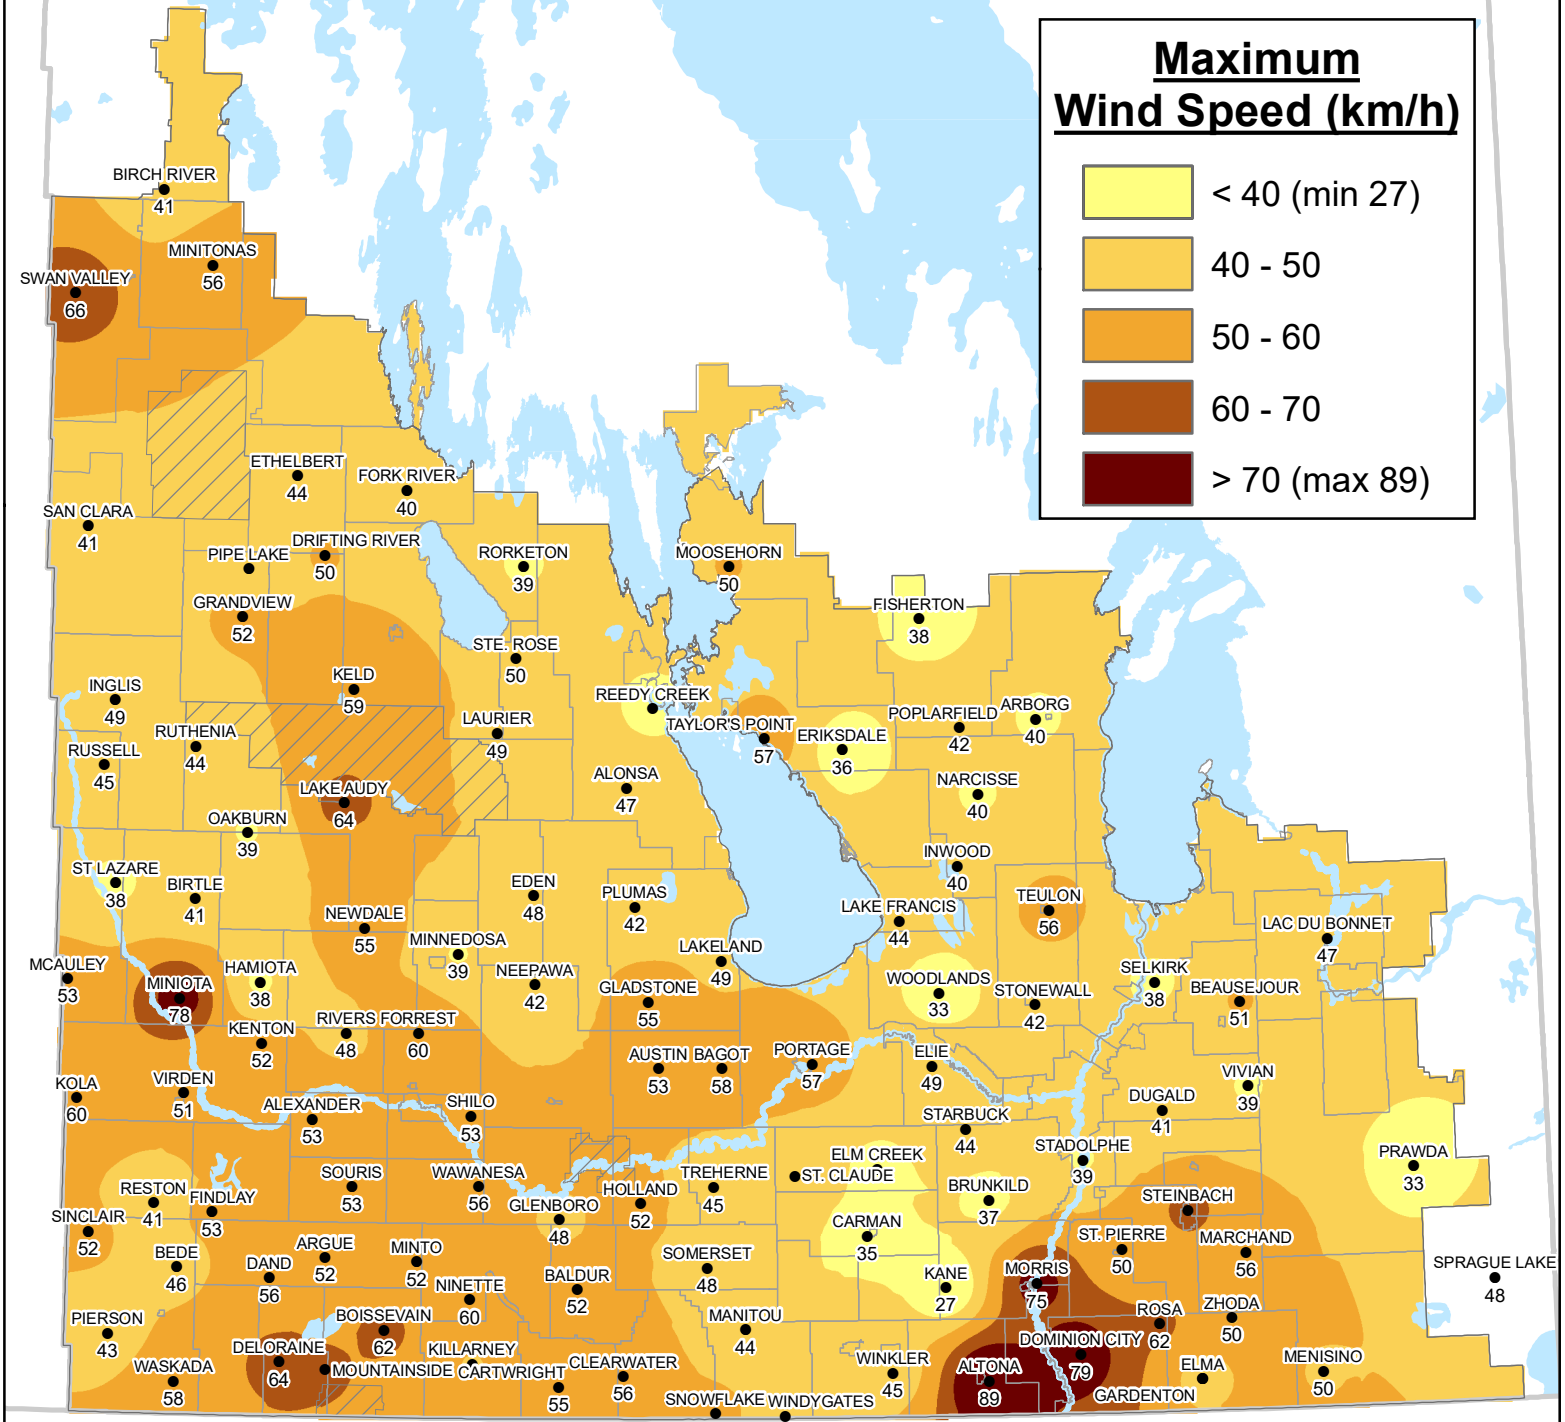 Maximum
Wind Speed (km/h)
< 40 (min 27)
40 - 50
50 - 60
60 - 70
> 70 (max 89)
BIRCH RIVER
41
MINITONAS
56
SWAN VALLEY
66
ETHELBERT
44
FORK RIVER
40
SAN CLARA
41
PIPE LAKE
DRIFTING RIVER
50
RORKETON
39
MOOSEHORN
50
GRANDVIEW
52
FISHERTON
38
STE. ROSE
50
KELD
59
INGLIS
49
REEDY CREEK
TAYLOR'S POINT
57
LAURIER
49
RUTHENIA
44
RUSSELL
45
ERIKSDALE
36
POPLARFIELD
42
ARBORG
40
ALONSA
47
NARCISSE
40
LAKE AUDY
64
OAKBURN
39
ST LAZARE
38
BIRTLE
41
INWOOD
40
EDEN
48
PLUMAS
42
TEULON
56
LAKE FRANCIS
44
NEWDALE
55
LAC DU BONNET
47
MINNEDOSA
39
LAKELAND
49
MCAULEY
53
MINIOTA
78
HAMIOTA
38
NEEPAWA
42
GLADSTONE
55
WOODLANDS
33
STONEWALL
42
SELKIRK
38
BEAUSEJOUR
51
KENTON
52
RIVERS
48
FORREST
60
AUSTIN
53
BAGOT
58
PORTAGE
57
ELIE
49
VIVIAN
39
KOLA
60
VIRDEN
51
ALEXANDER
53
SHILO
53
DUGALD
41
STARBUCK
44
STADOLPHE
39
ELM CREEK
ST. CLAUDE
PRAWDA
33
RESTON
41
FINDLAY
53
SOURIS
53
WAWANESA
56
GLENBORO
48
HOLLAND
52
TREHERNE
45
BRUNKILD
37
STEINBACH
SINCLAIR
52
CARMAN
35
ST. PIERRE
50
MARCHAND
56
BEDE
46
DAND
56
ARGUE
52
MINTO
52
NINETTE
60
BALDUR
52
SOMERSET
48
KANE
27
MORRIS
75
SPRAGUE LAKE
48
PIERSON
43
BOISSEVAIN
62
MANITOU
44
ROSA
62
ZHODA
50
DELORAINE
64
MOUNTAINSIDE
KILLARNEY
CARTWRIGHT
55
CLEARWATER
56
DOMINION CITY
79
WASKADA
58
WINKLER
45
ALTONA
89
ELMA
GARDENTON
MENISINO
50
SNOWFLAKE
WINDYGATES